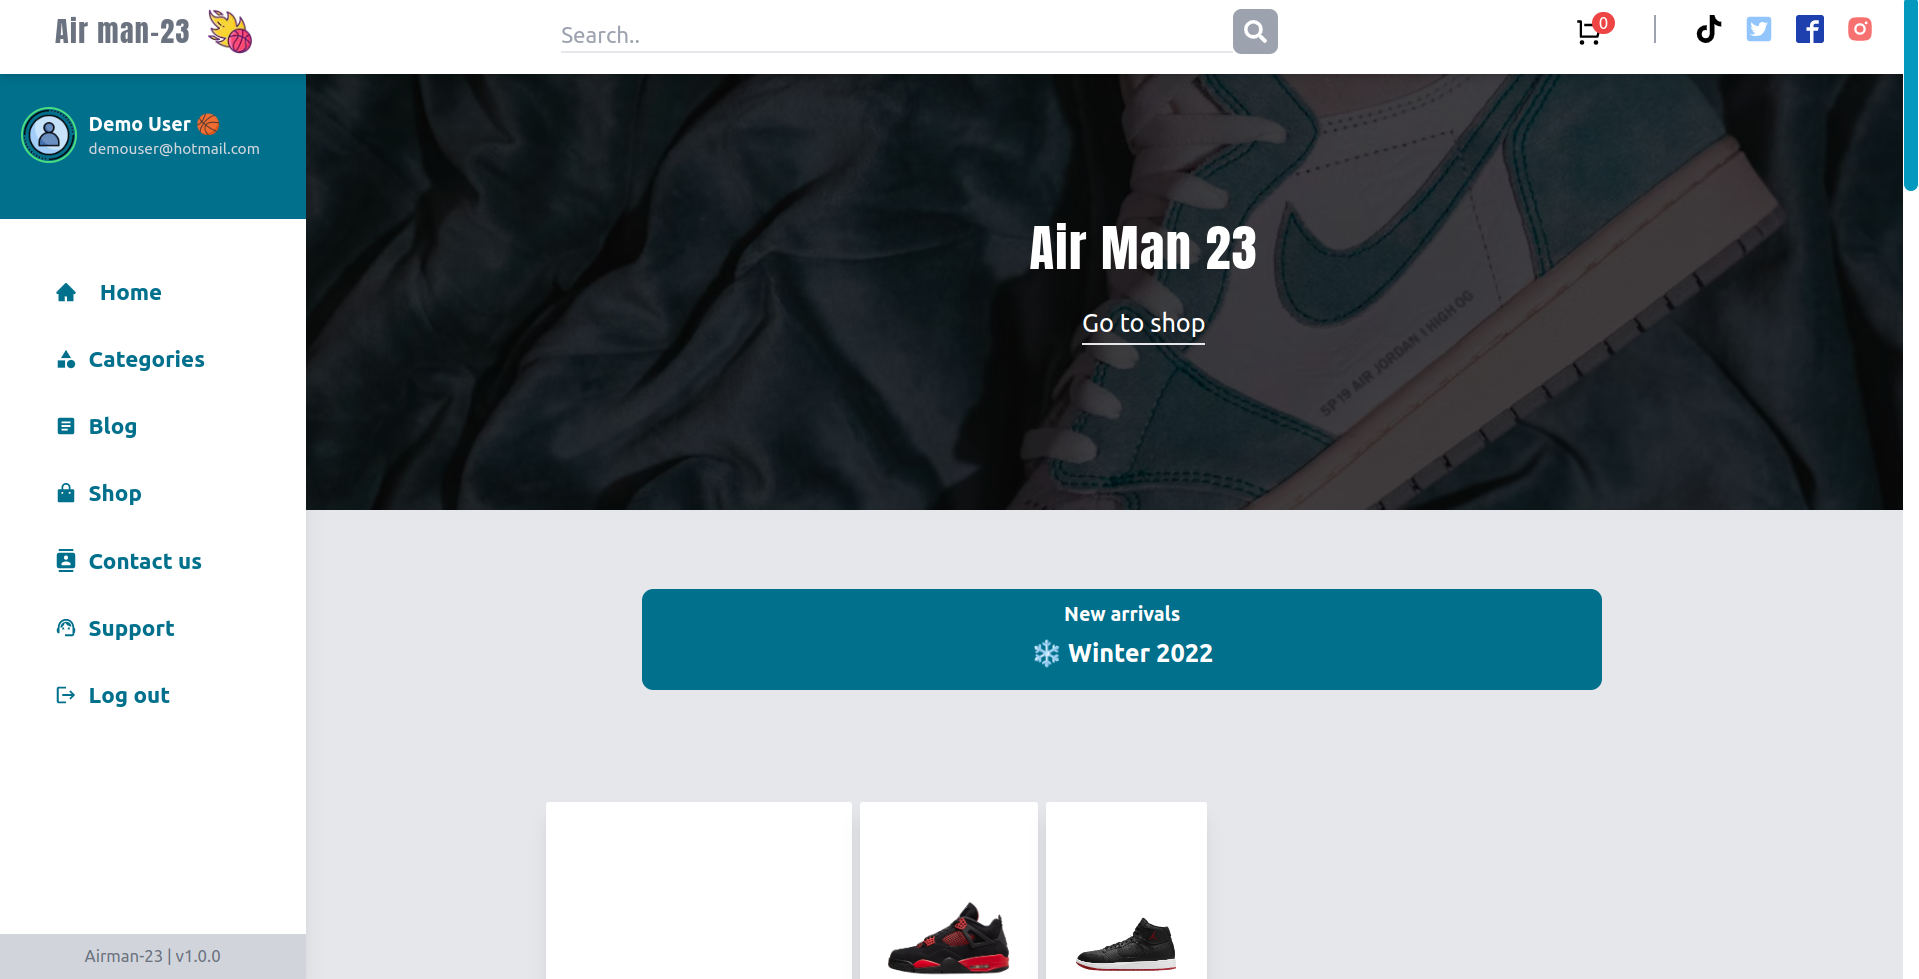 Air man-23
Search..
0
Demo User 🏀
demouser@hotmail.com
Home
Categories
Blog
Shop
Contact us
Support
Log out
Airman-23 | v1.0.0
Air Man 23
Go to shop
SP19 AIR JORDAN 1 HIGH OG
New arrivals
❄️ Winter 2022